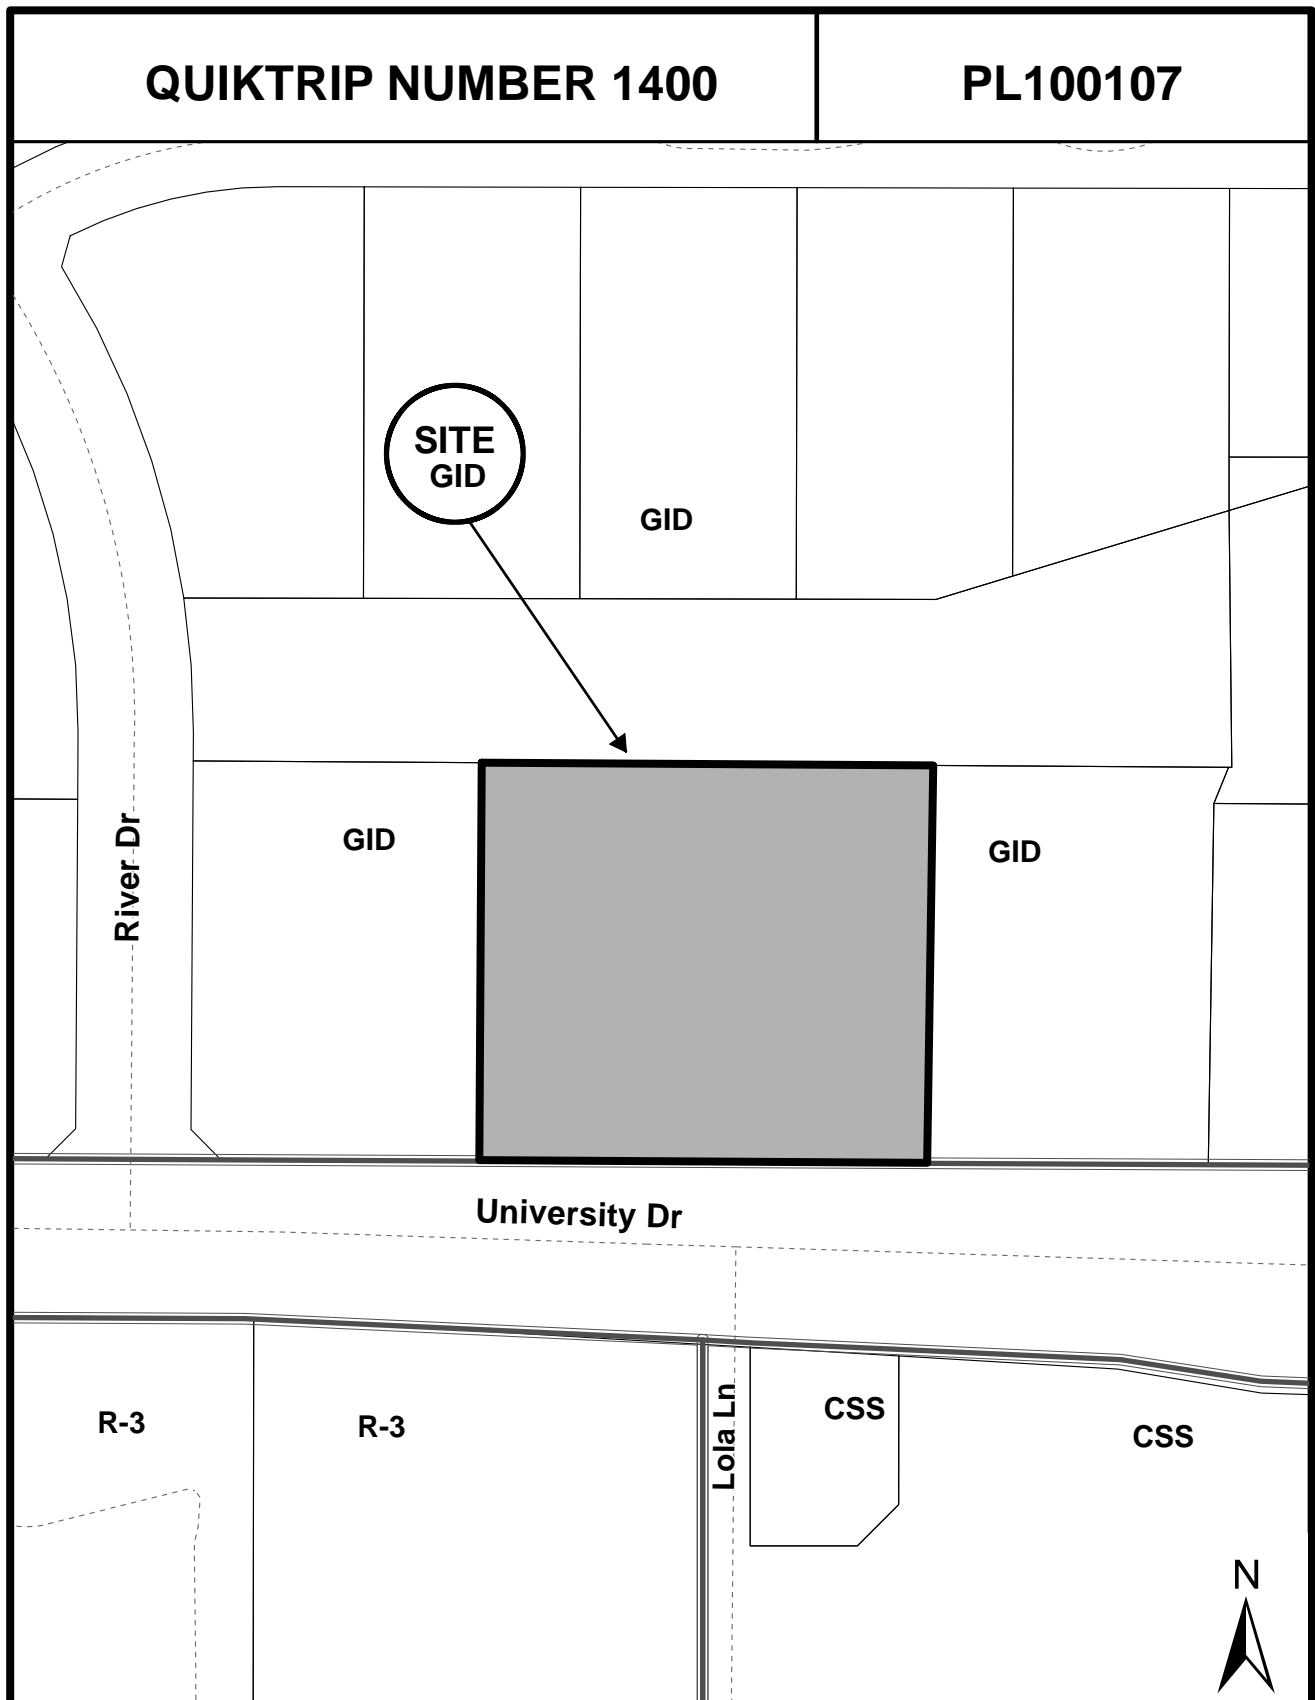 QUIKTRIP NUMBER 1400
PL100107
SITE
GID
GID
GID
GID
River Dr
University Dr
R-3
R-3
Lola Ln
CSS
CSS
N